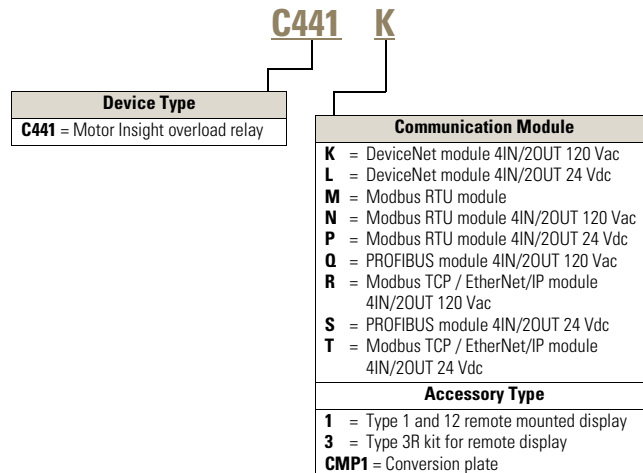 C441 K
Device Type
C441 = Motor Insight overload relay
Communication Module
K = DeviceNet module 4IN/2OUT 120 Vac
L = DeviceNet module 4IN/2OUT 24 Vdc
M = Modbus RTU module
N = Modbus RTU module 4IN/2OUT 120 Vac
P = Modbus RTU module 4IN/2OUT 24 Vdc
Q = PROFIBUS module 4IN/2OUT 120 Vac
R = Modbus TCP / EtherNet/IP module
4IN/2OUT 120 Vac
S = PROFIBUS module 4IN/2OUT 24 Vdc
T = Modbus TCP / EtherNet/IP module
4IN/2OUT 24 Vdc
Accessory Type
1 = Type 1 and 12 remote mounted display
3 = Type 3R kit for remote display
CMP1 = Conversion plate